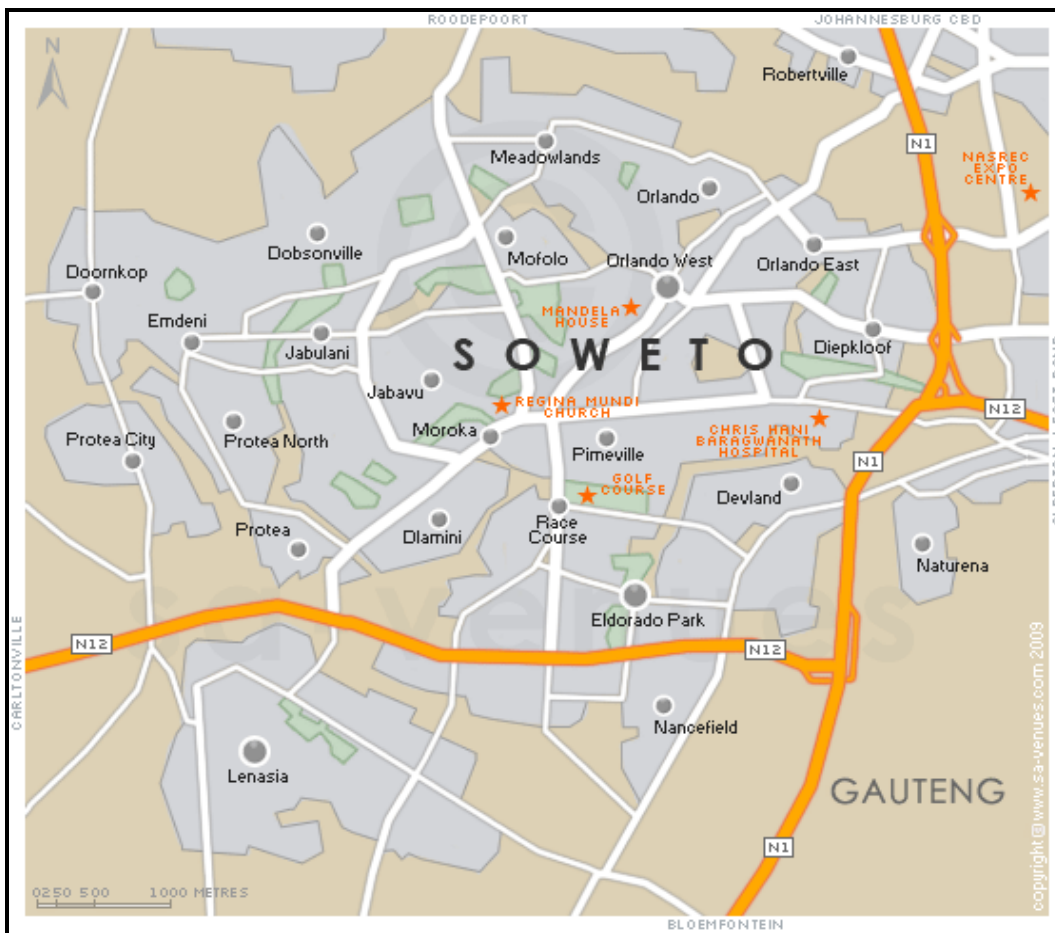 ROODEPOORT
JOHANNESBURG CBD
N
Robertville
N1
NASREC
EXPO
CENTRE
Meadowlands
Orlando
Dobsonville
Mofolo
Orlando West
Orlando East
Doornkop
MANDELA
HOUSE
Emdeni
Jabulani
SOWETO
Diepkloof
Jabavu
REGINA MUNDI
CHURCH
N12
Protea City
Protea North
Moroka
Pimeville
CHRIS HANI
BARAGWANATH
HOSPITAL
N1
GOLF
COURSE
Devland
Protea
Dlamini
Race
Course
Naturena
Eldorado Park
sa-venues
N12
N12
CARLTONVILLE
Nancefield
Lenasia
GAUTENG
N1
copyright @ www.sa-venues.com 2009
0250 500 1000 METRES
BLOEMFONTEIN